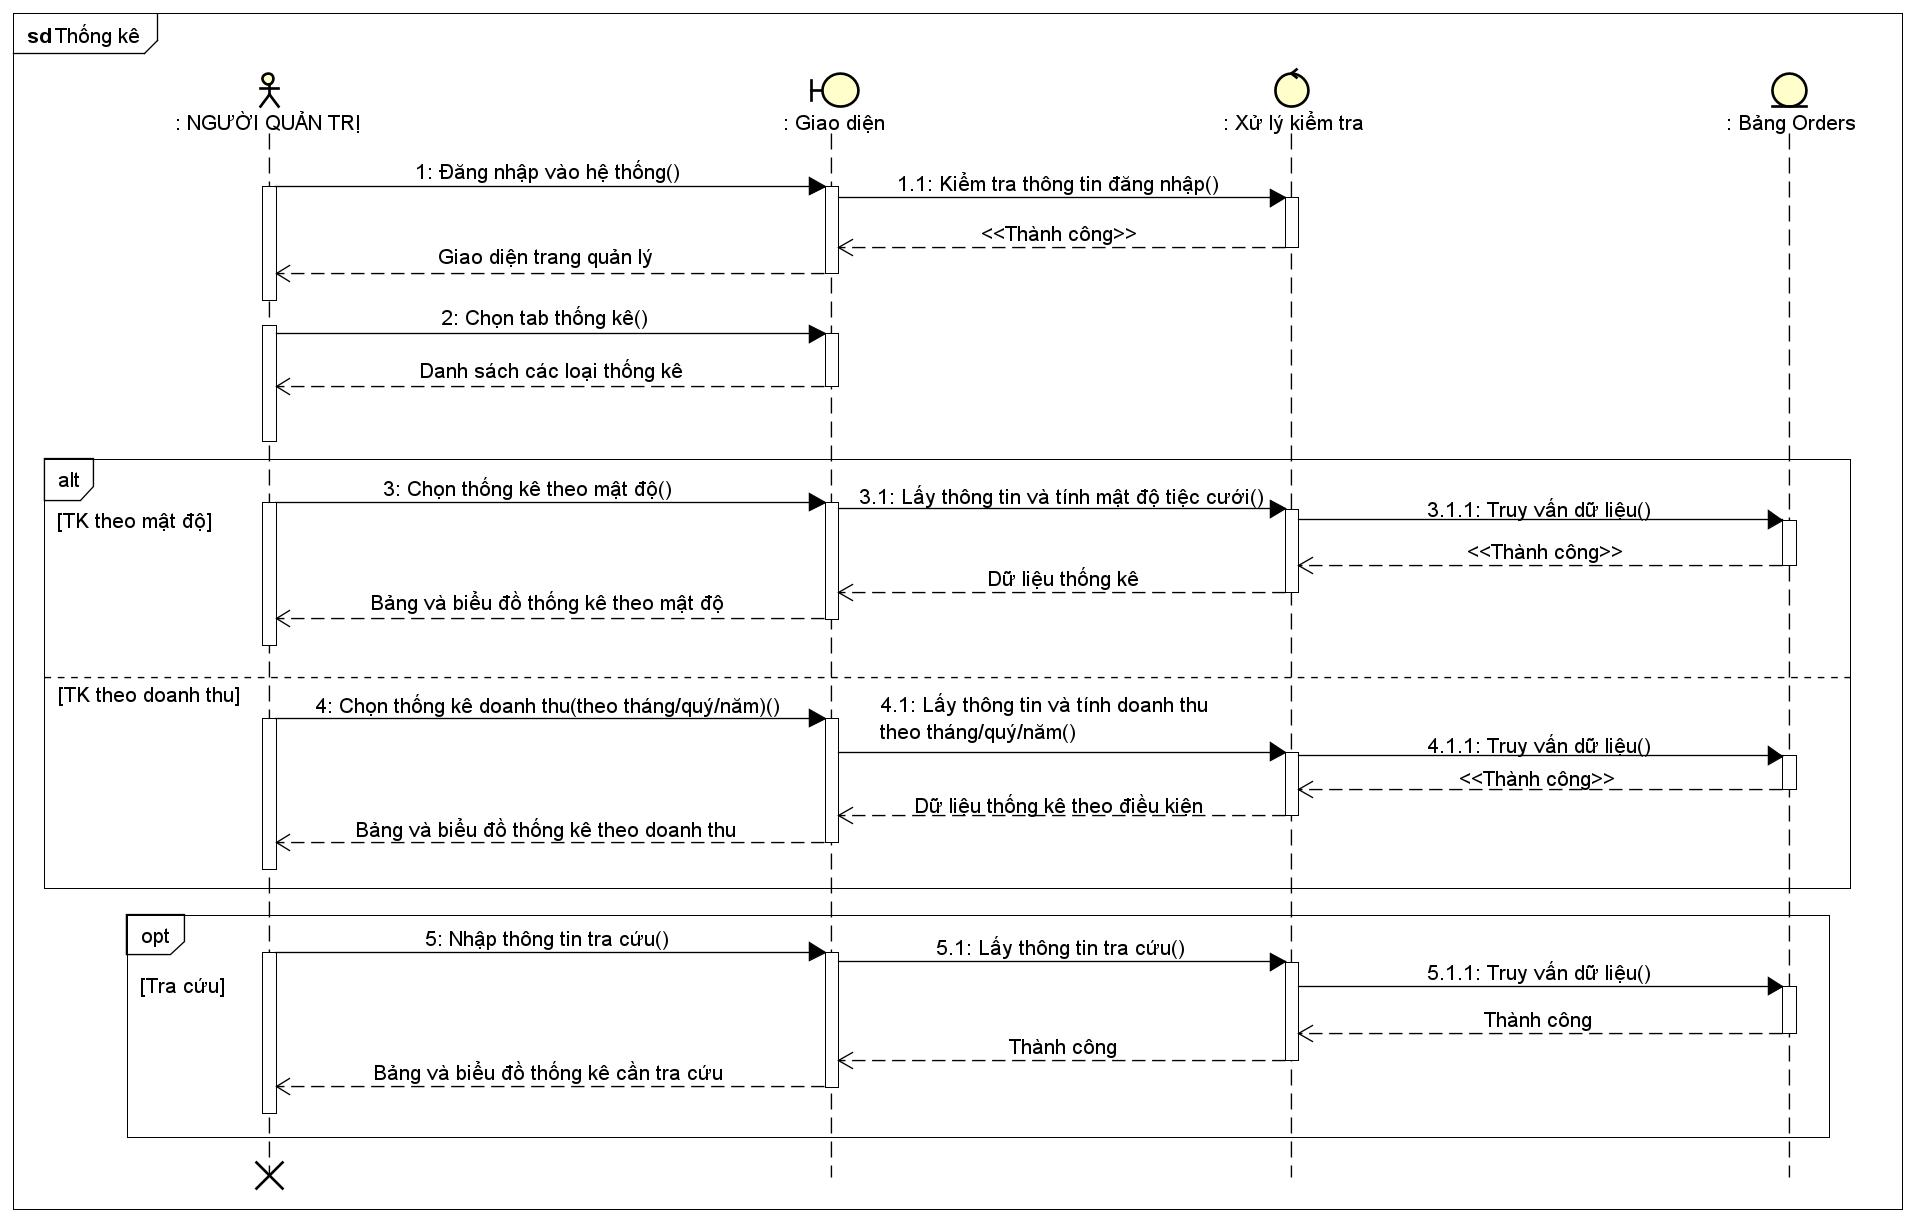 sd Thống kê
: NGƯỜI QUẢN TRỊ
: Giao diện
: Xử lý kiểm tra
: Bảng Orders
1: Đăng nhập vào hệ thống()
1.1: Kiểm tra thông tin đăng nhập()
<<Thành công>>
Giao diện trang quản lý
2: Chọn tab thống kê()
Danh sách các loại thống kê
alt
[TK theo mật độ]
3: Chọn thống kê theo mật độ()
3.1: Lấy thông tin và tính mật độ tiệc cưới()
3.1.1: Truy vấn dữ liệu()
<<Thành công>>
Dữ liệu thống kê
Bảng và biểu đồ thống kê theo mật độ
[TK theo doanh thu]
4: Chọn thống kê doanh thu(theo tháng/quý/năm)()
4.1: Lấy thông tin và tính doanh thu
theo tháng/quý/năm()
4.1.1: Truy vấn dữ liệu()
<<Thành công>>
Dữ liệu thống kê theo điều kiện
Bảng và biểu đồ thống kê theo doanh thu
opt
[Tra cứu]
5: Nhập thông tin tra cứu()
5.1: Lấy thông tin tra cứu()
5.1.1: Truy vấn dữ liệu()
Thành công
Thành công
Bảng và biểu đồ thống kê cần tra cứu